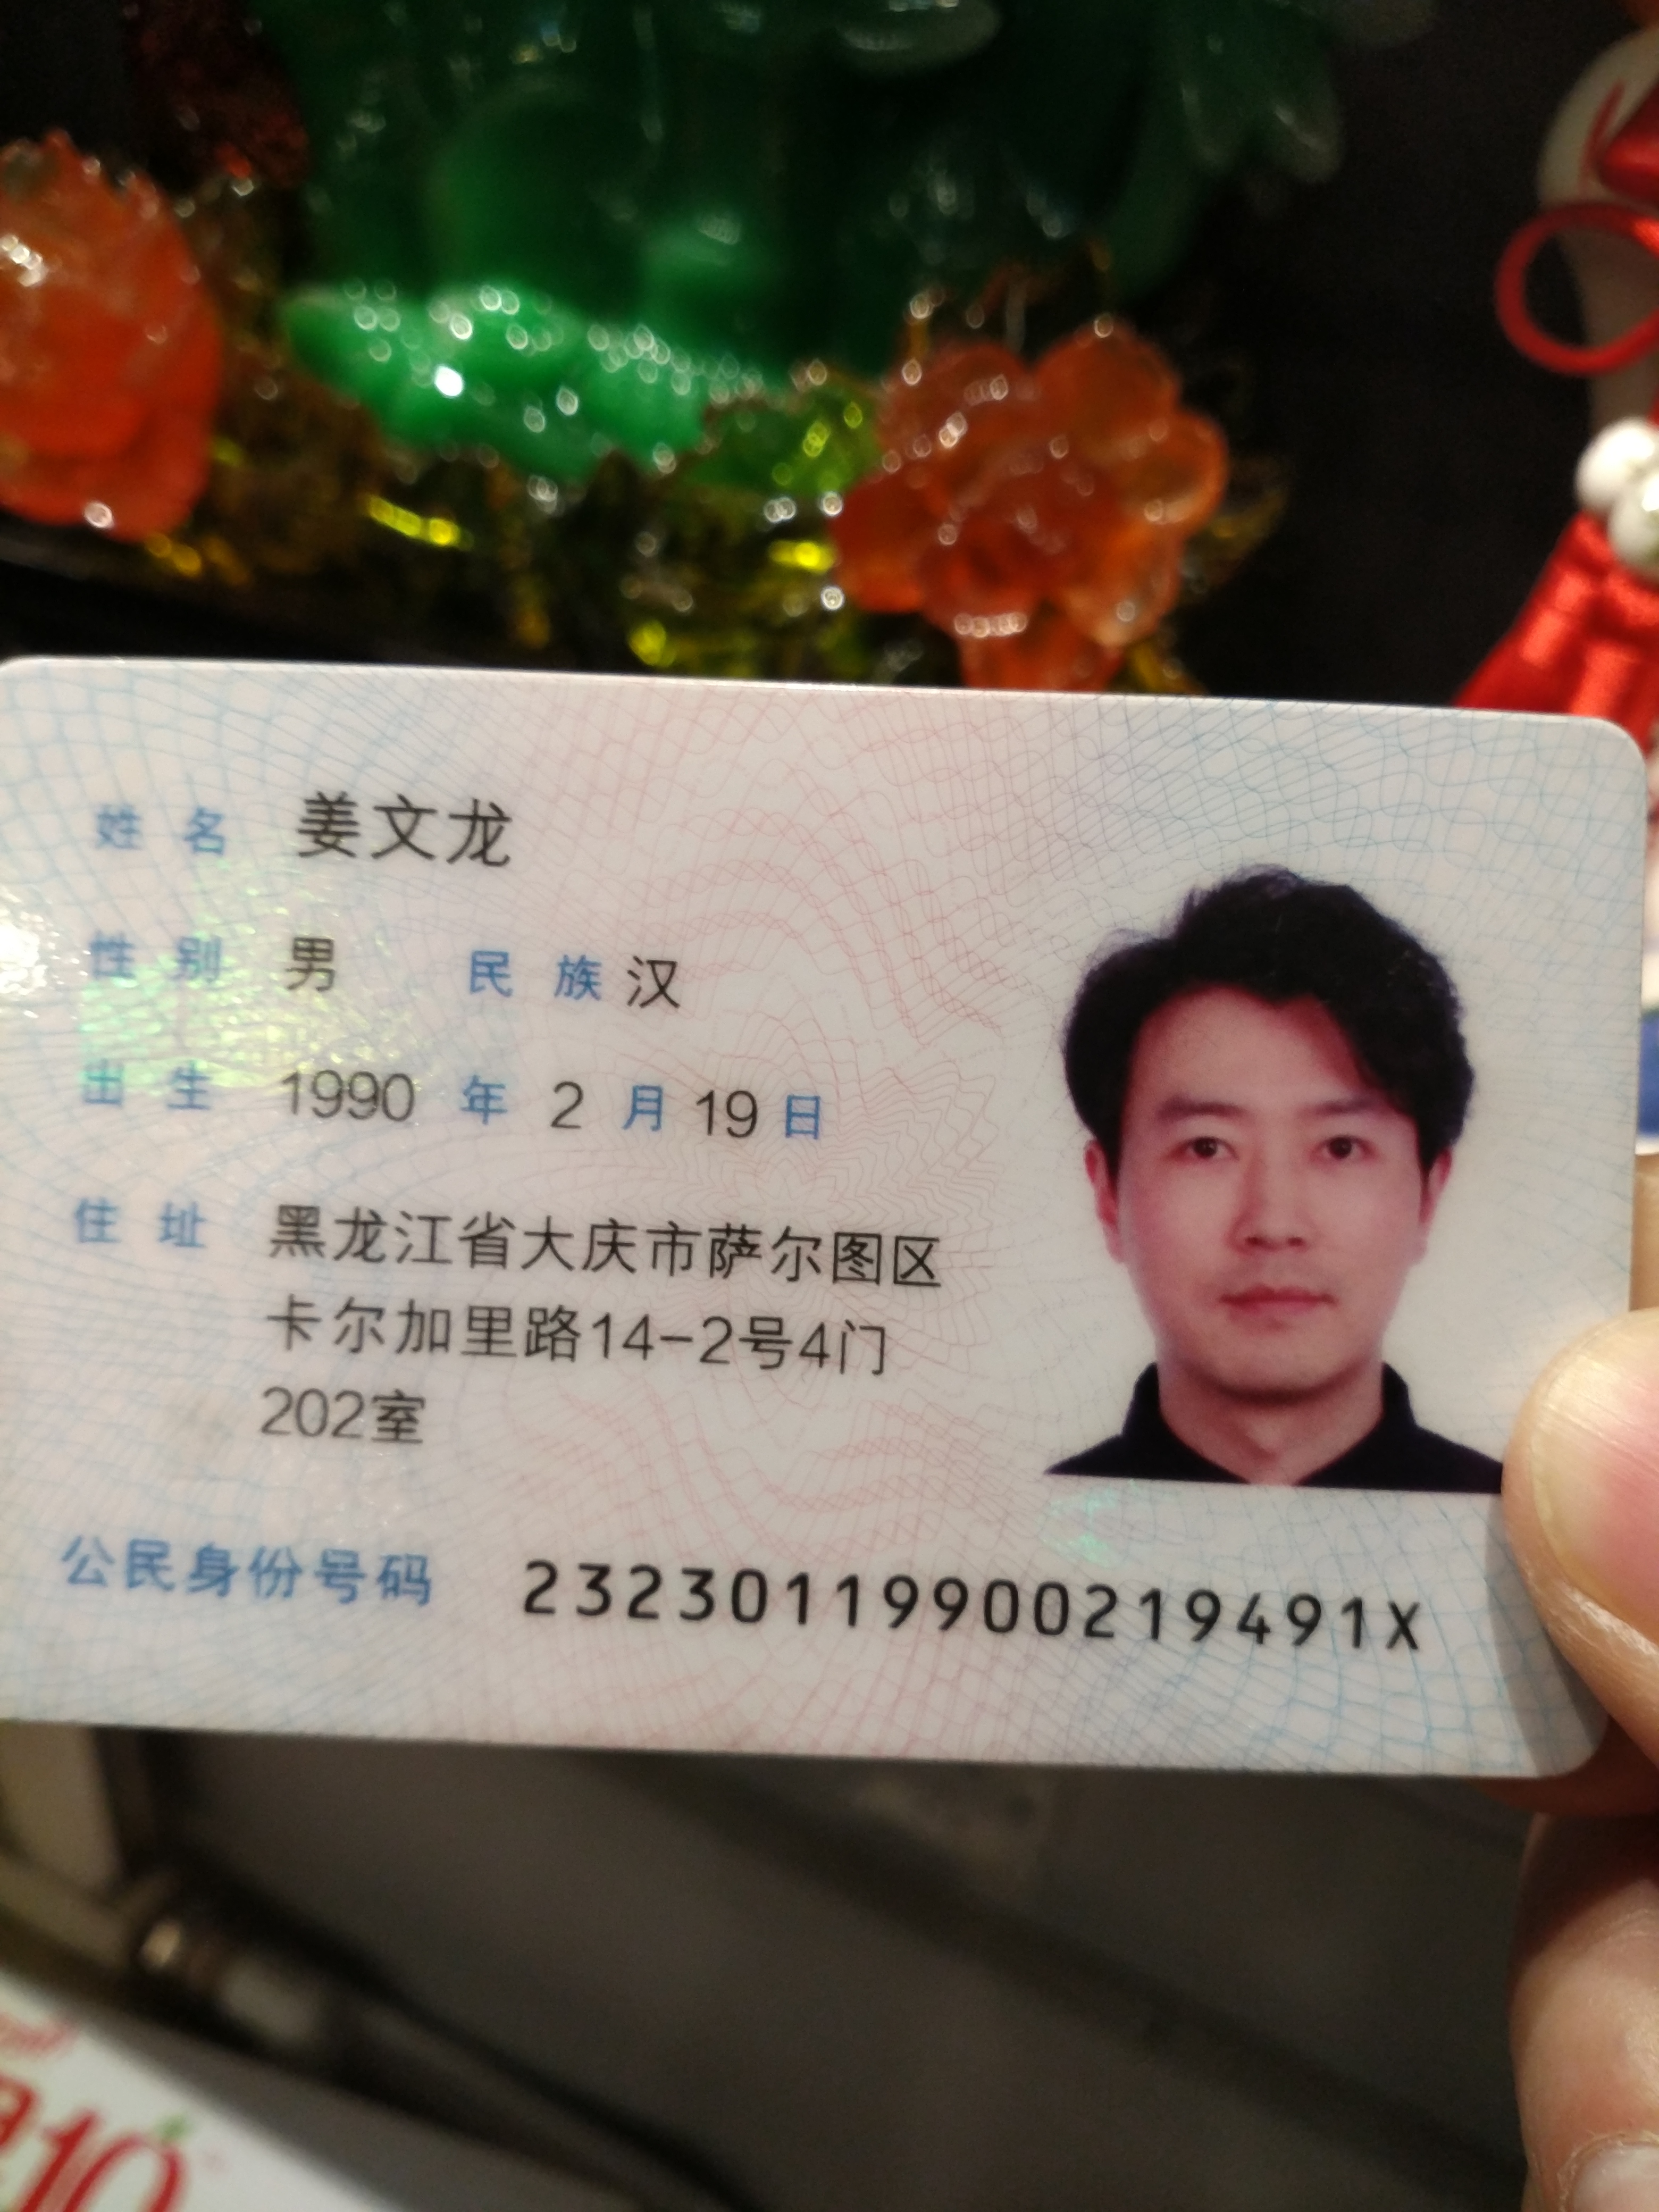 姓名 姜文龙
性别 男 民族 汉
出生 1990 年 2 月 19 日
住址 黑龙江省大庆市萨尔图区
卡尔加里路14-2号4门
202室
公民身份号码 23230119900219491X
10